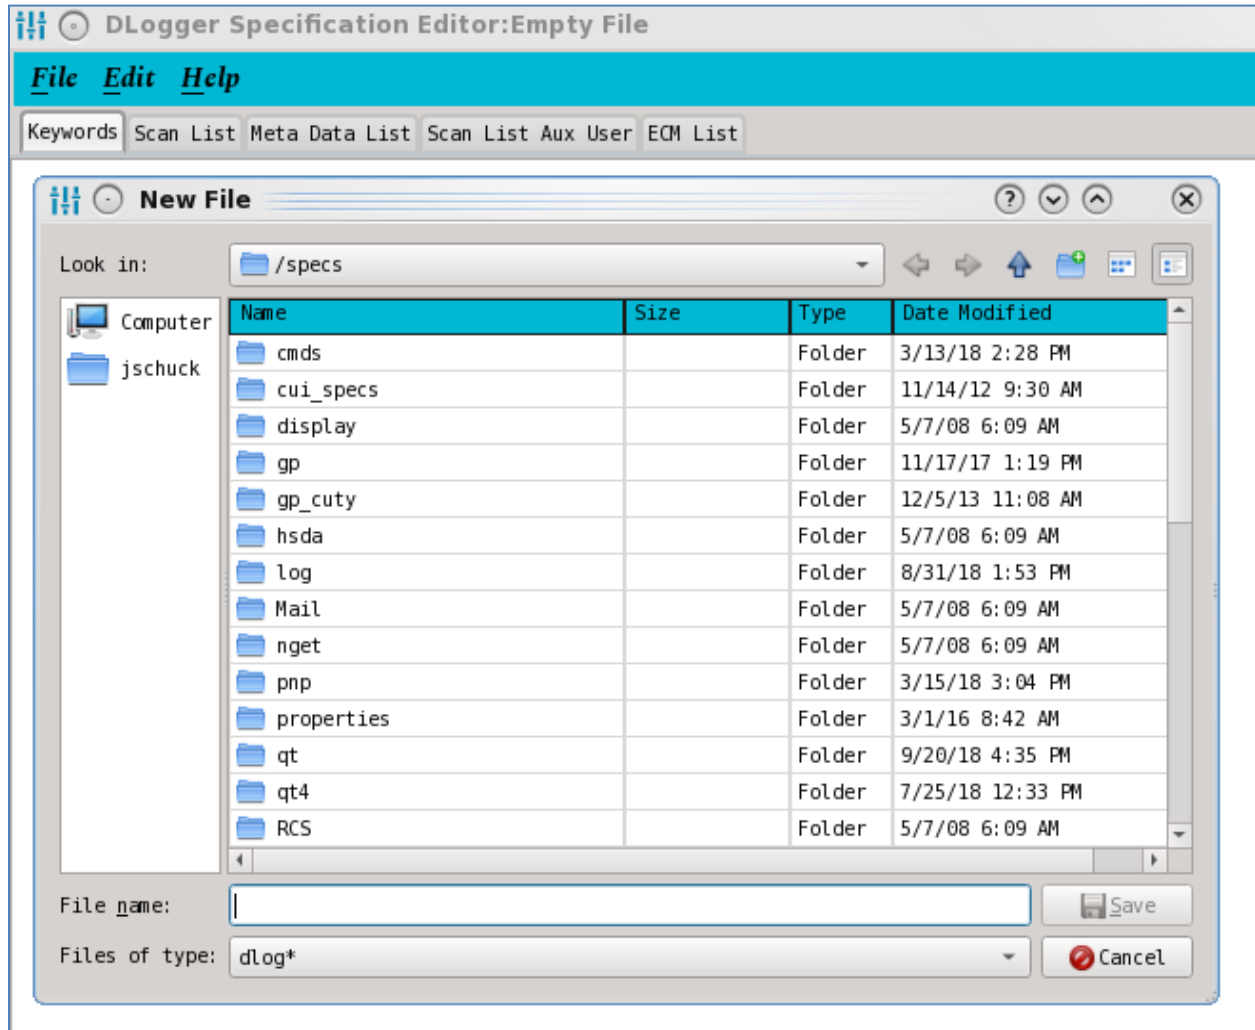 DLogger Specification Editor:Empty File
File Edit Help
Keywords Scan List Meta Data List Scan List Aux User ECM List
New File
Look in: /specs
Computer
jschuck
Name Size Type Date Modified
cmds Folder 3/13/18 2:28 PM
cui_specs Folder 11/14/12 9:30 AM
display Folder 5/7/08 6:09 AM
gp Folder 11/17/17 1:19 PM
gp_cuty Folder 12/5/13 11:08 AM
hsda Folder 5/7/08 6:09 AM
log Folder 8/31/18 1:53 PM
Mail Folder 5/7/08 6:09 AM
nget Folder 5/7/08 6:09 AM
pnp Folder 3/15/18 3:04 PM
properties Folder 3/1/16 8:42 AM
qt Folder 9/20/18 4:35 PM
qt4 Folder 7/25/18 12:33 PM
RCS Folder 5/7/08 6:09 AM
File name: Save
Files of type: dlog* Cancel